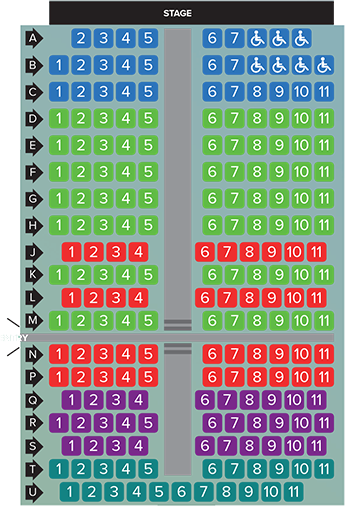 STAGE
A 2 3 4 5 6 7
B 1 2 3 4 5 6 7
C 1 2 3 4 5 6 7 8 9 10 11
D 1 2 3 4 5 6 7 8 9 10 11
E 1 2 3 4 5 6 7 8 9 10 11
F 1 2 3 4 5 6 7 8 9 10 11
G 1 2 3 4 5 6 7 8 9 10 11
H 1 2 3 4 5 6 7 8 9 10 11
J 1 2 3 4 6 7 8 9 10 11
K 1 2 3 4 5 6 7 8 9 10 11
L 1 2 3 4 6 7 8 9 10 11
M 1 2 3 4 5 6 7 8 9 10 11
N 1 2 3 4 5 6 7 8 9 10 11
P 1 2 3 4 5 6 7 8 9 10 11
Q 1 2 3 4 6 7 8 9 10 11
R 1 2 3 4 5 6 7 8 9 10 11
S 1 2 3 4 6 7 8 9 10 11
T 1 2 3 4 5 6 7 8 9 10 11
U 1 2 3 4 5 6 7 8 9 10 11